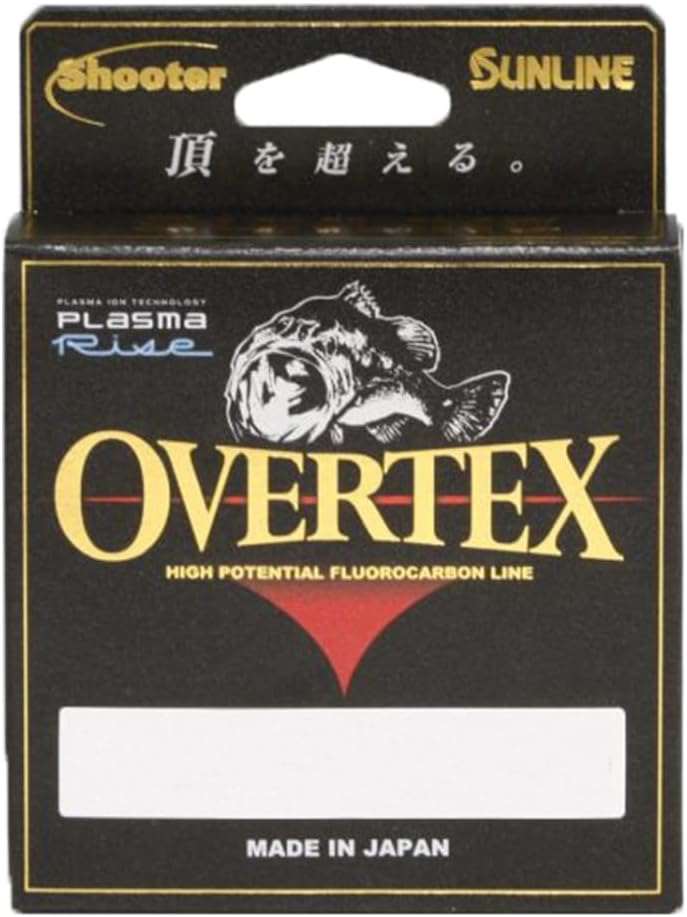 Shooter
SUNLINE
頂を超える。
PLASMA ION TECHNOLOGY
PLASMA
Rise
OVERTEX
HIGH POTENTIAL FLUOROCARBON LINE
MADE IN JAPAN